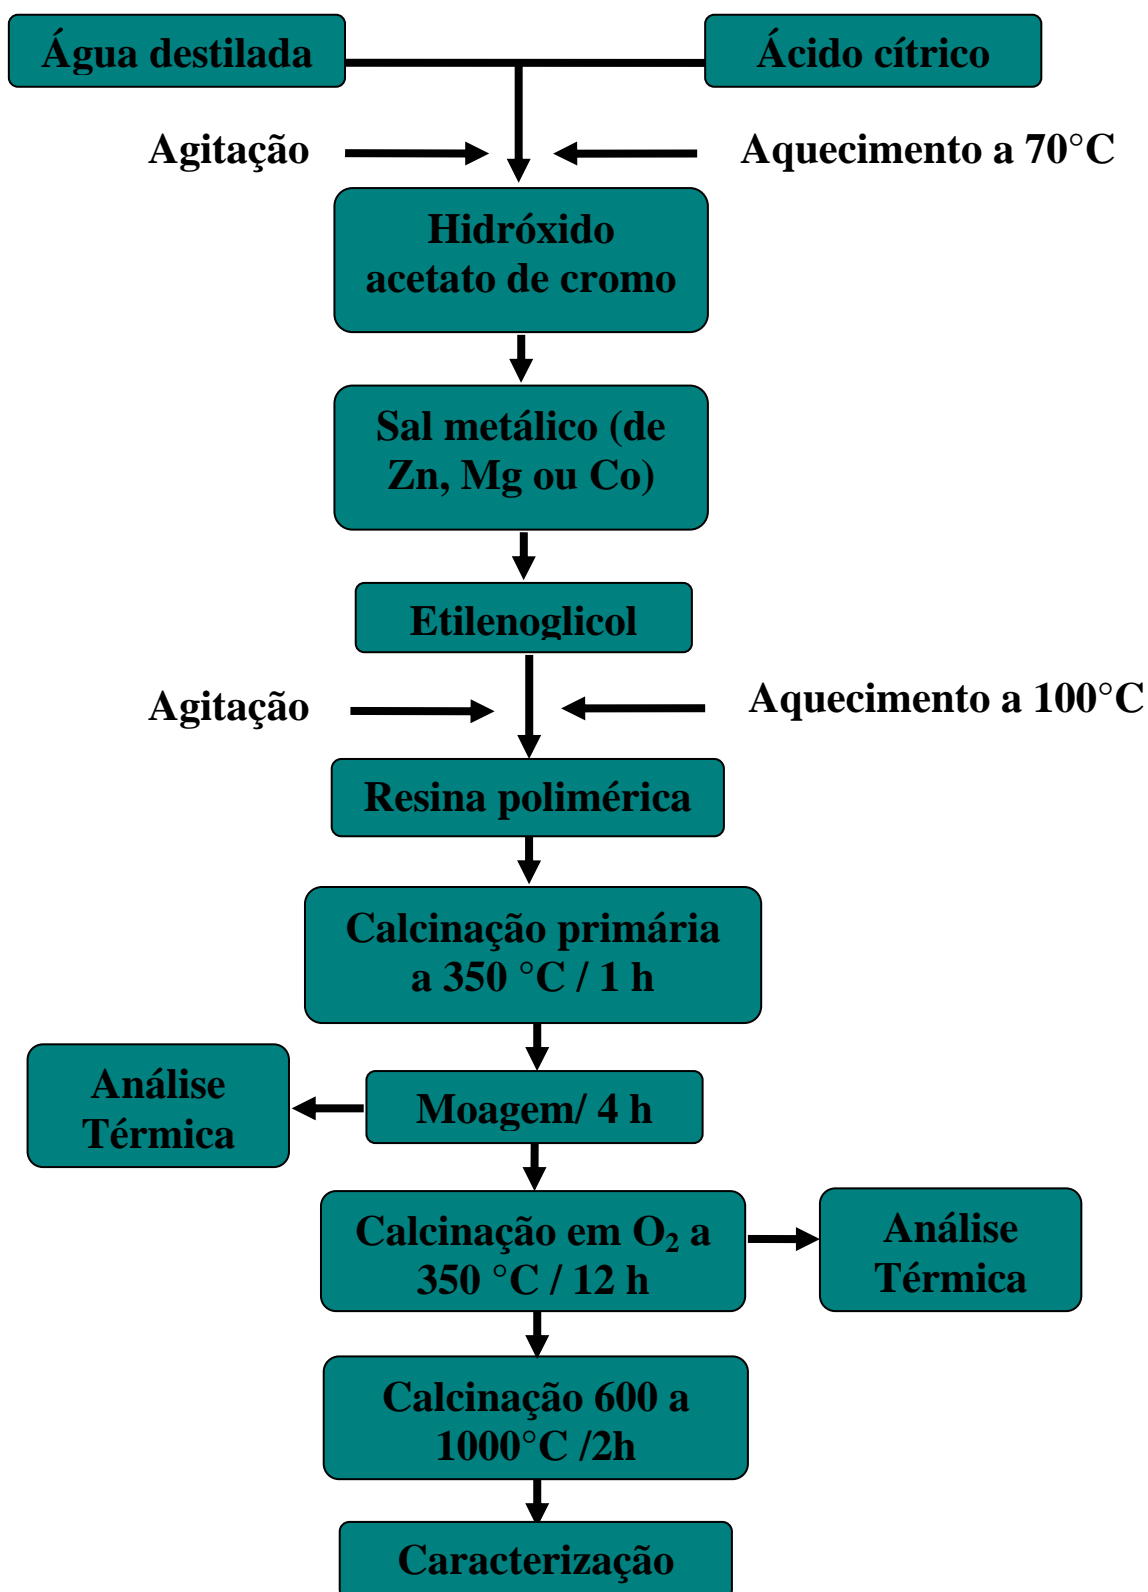 Água destilada
Ácido cítrico
Agitação
Aquecimento a 70°C
Hidróxido
acetato de cromo
Sal metálico (de
Zn, Mg ou Co)
Etilenoglicol
Agitação
Aquecimento a 100°C
Resina polimérica
Calcinação primária
a 350 °C / 1 h
Análise
Térmica
Moagem/ 4 h
Calcinação em O₂ a
350 °C / 12 h
Análise
Térmica
Calcinação 600 a
1000°C /2h
Caracterização